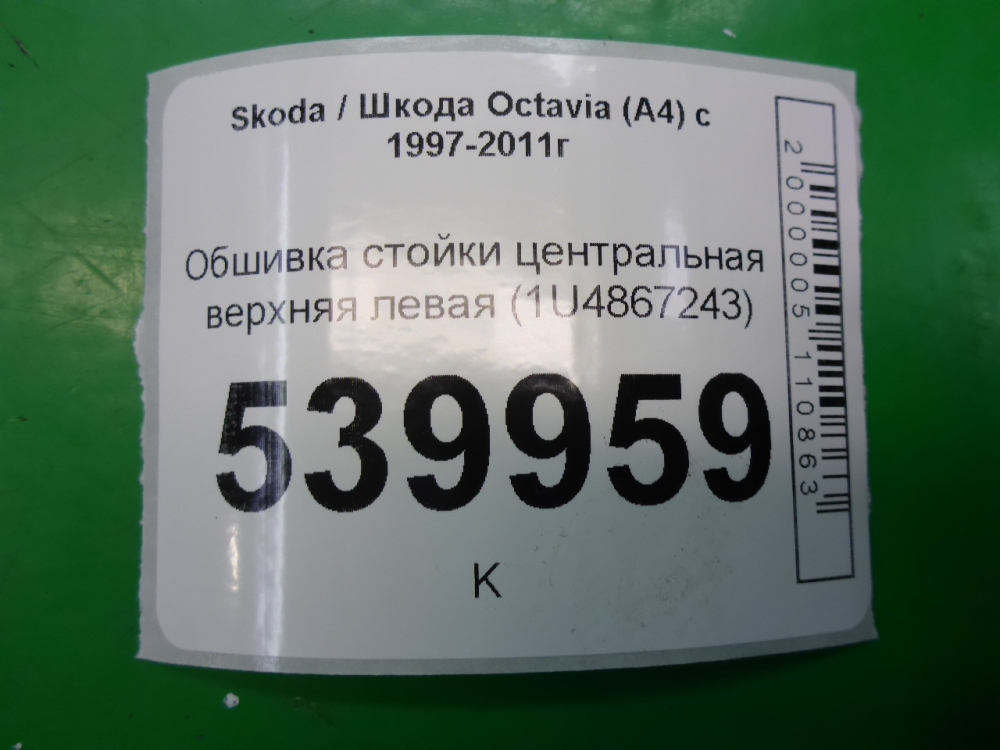 Skoda / Шкода Octavia (A4) с
1997-2011г
Обшивка стойки центральная
верхняя левая (1U4867243)
539959
К
2000005110863